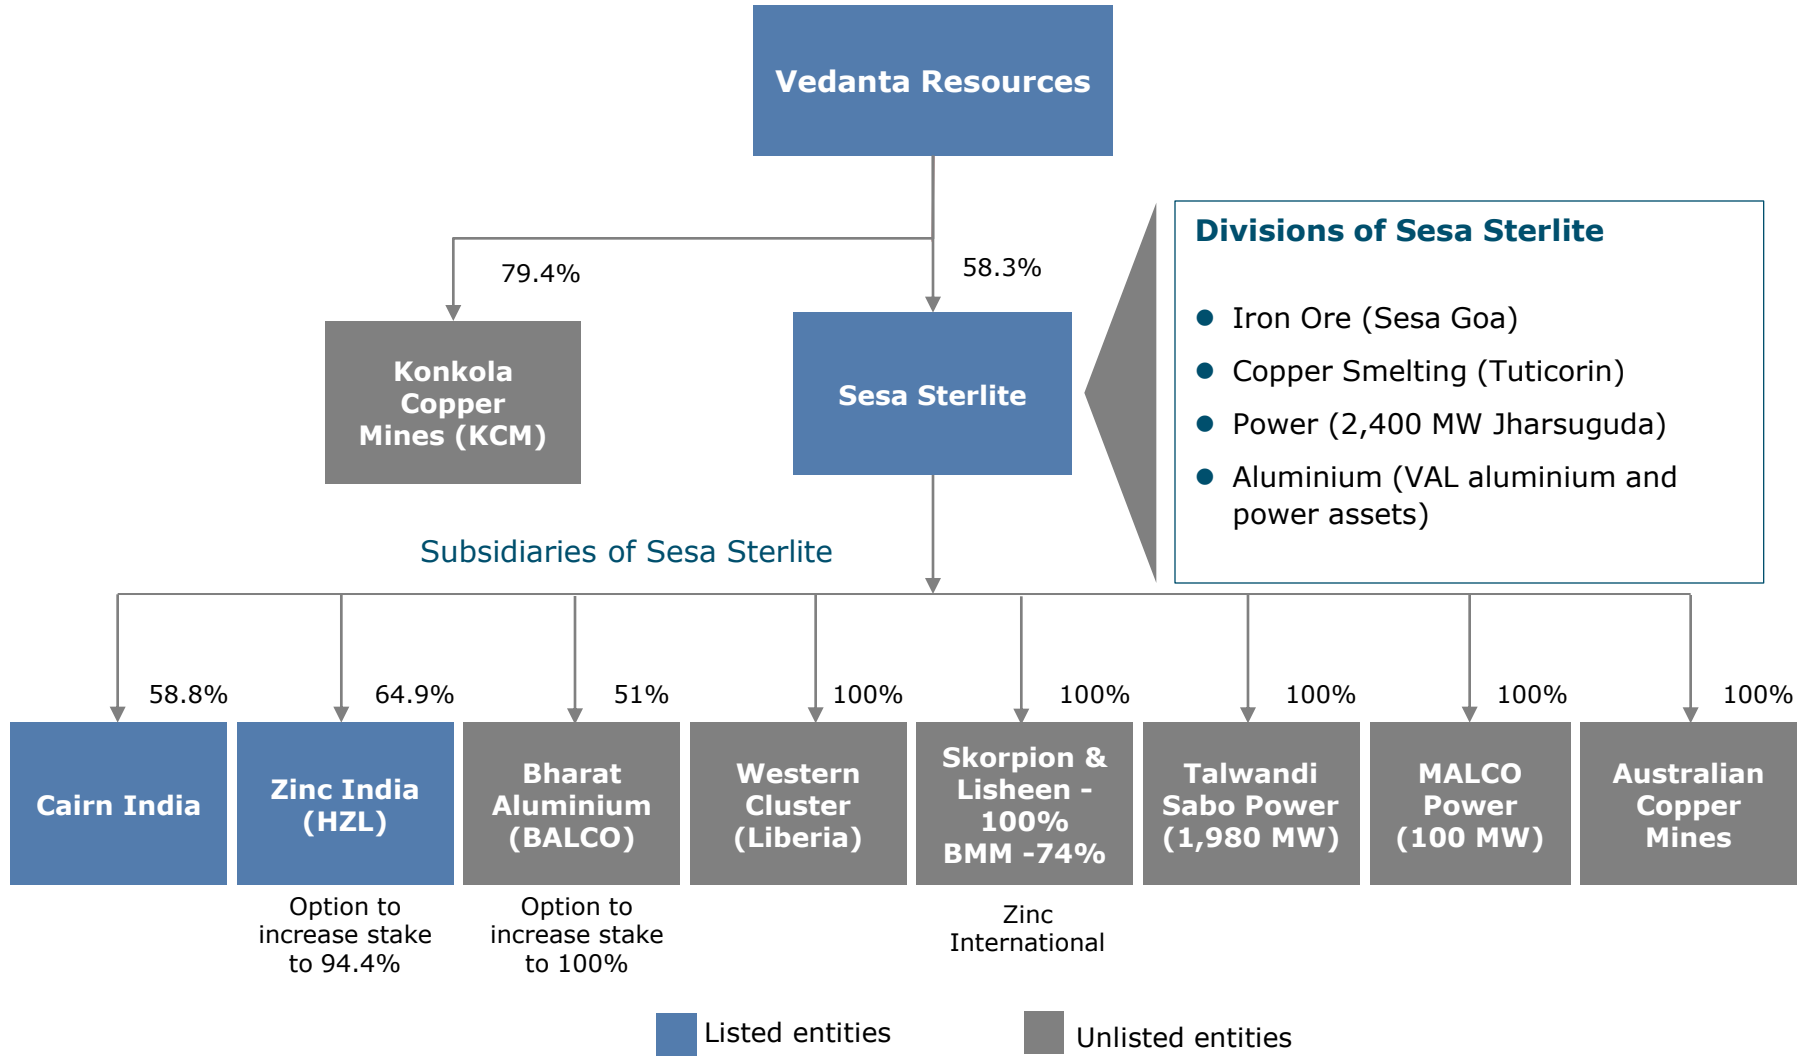 Vedanta Resources
Divisions of Sesa Sterlite
● Iron Ore (Sesa Goa)
● Copper Smelting (Tuticorin)
● Power (2,400 MW Jharsuguda)
● Aluminium (VAL aluminium and
power assets)
79.4%
58.3%
Konkola
Copper
Mines (KCM)
Sesa Sterlite
Subsidiaries of Sesa Sterlite
58.8%
64.9%
51%
100%
100%
100%
100%
100%
Cairn India
Zinc India
(HZL)
Bharat
Aluminium
(BALCO)
Western
Cluster
(Liberia)
Skorpion &
Lisheen -
100%
BMM -74%
Talwandi
Sabo Power
(1,980 MW)
MALCO
Power
(100 MW)
Australian
Copper
Mines
Option to
increase stake
to 94.4%
Option to
increase stake
to 100%
Zinc
International
Listed entities
Unlisted entities